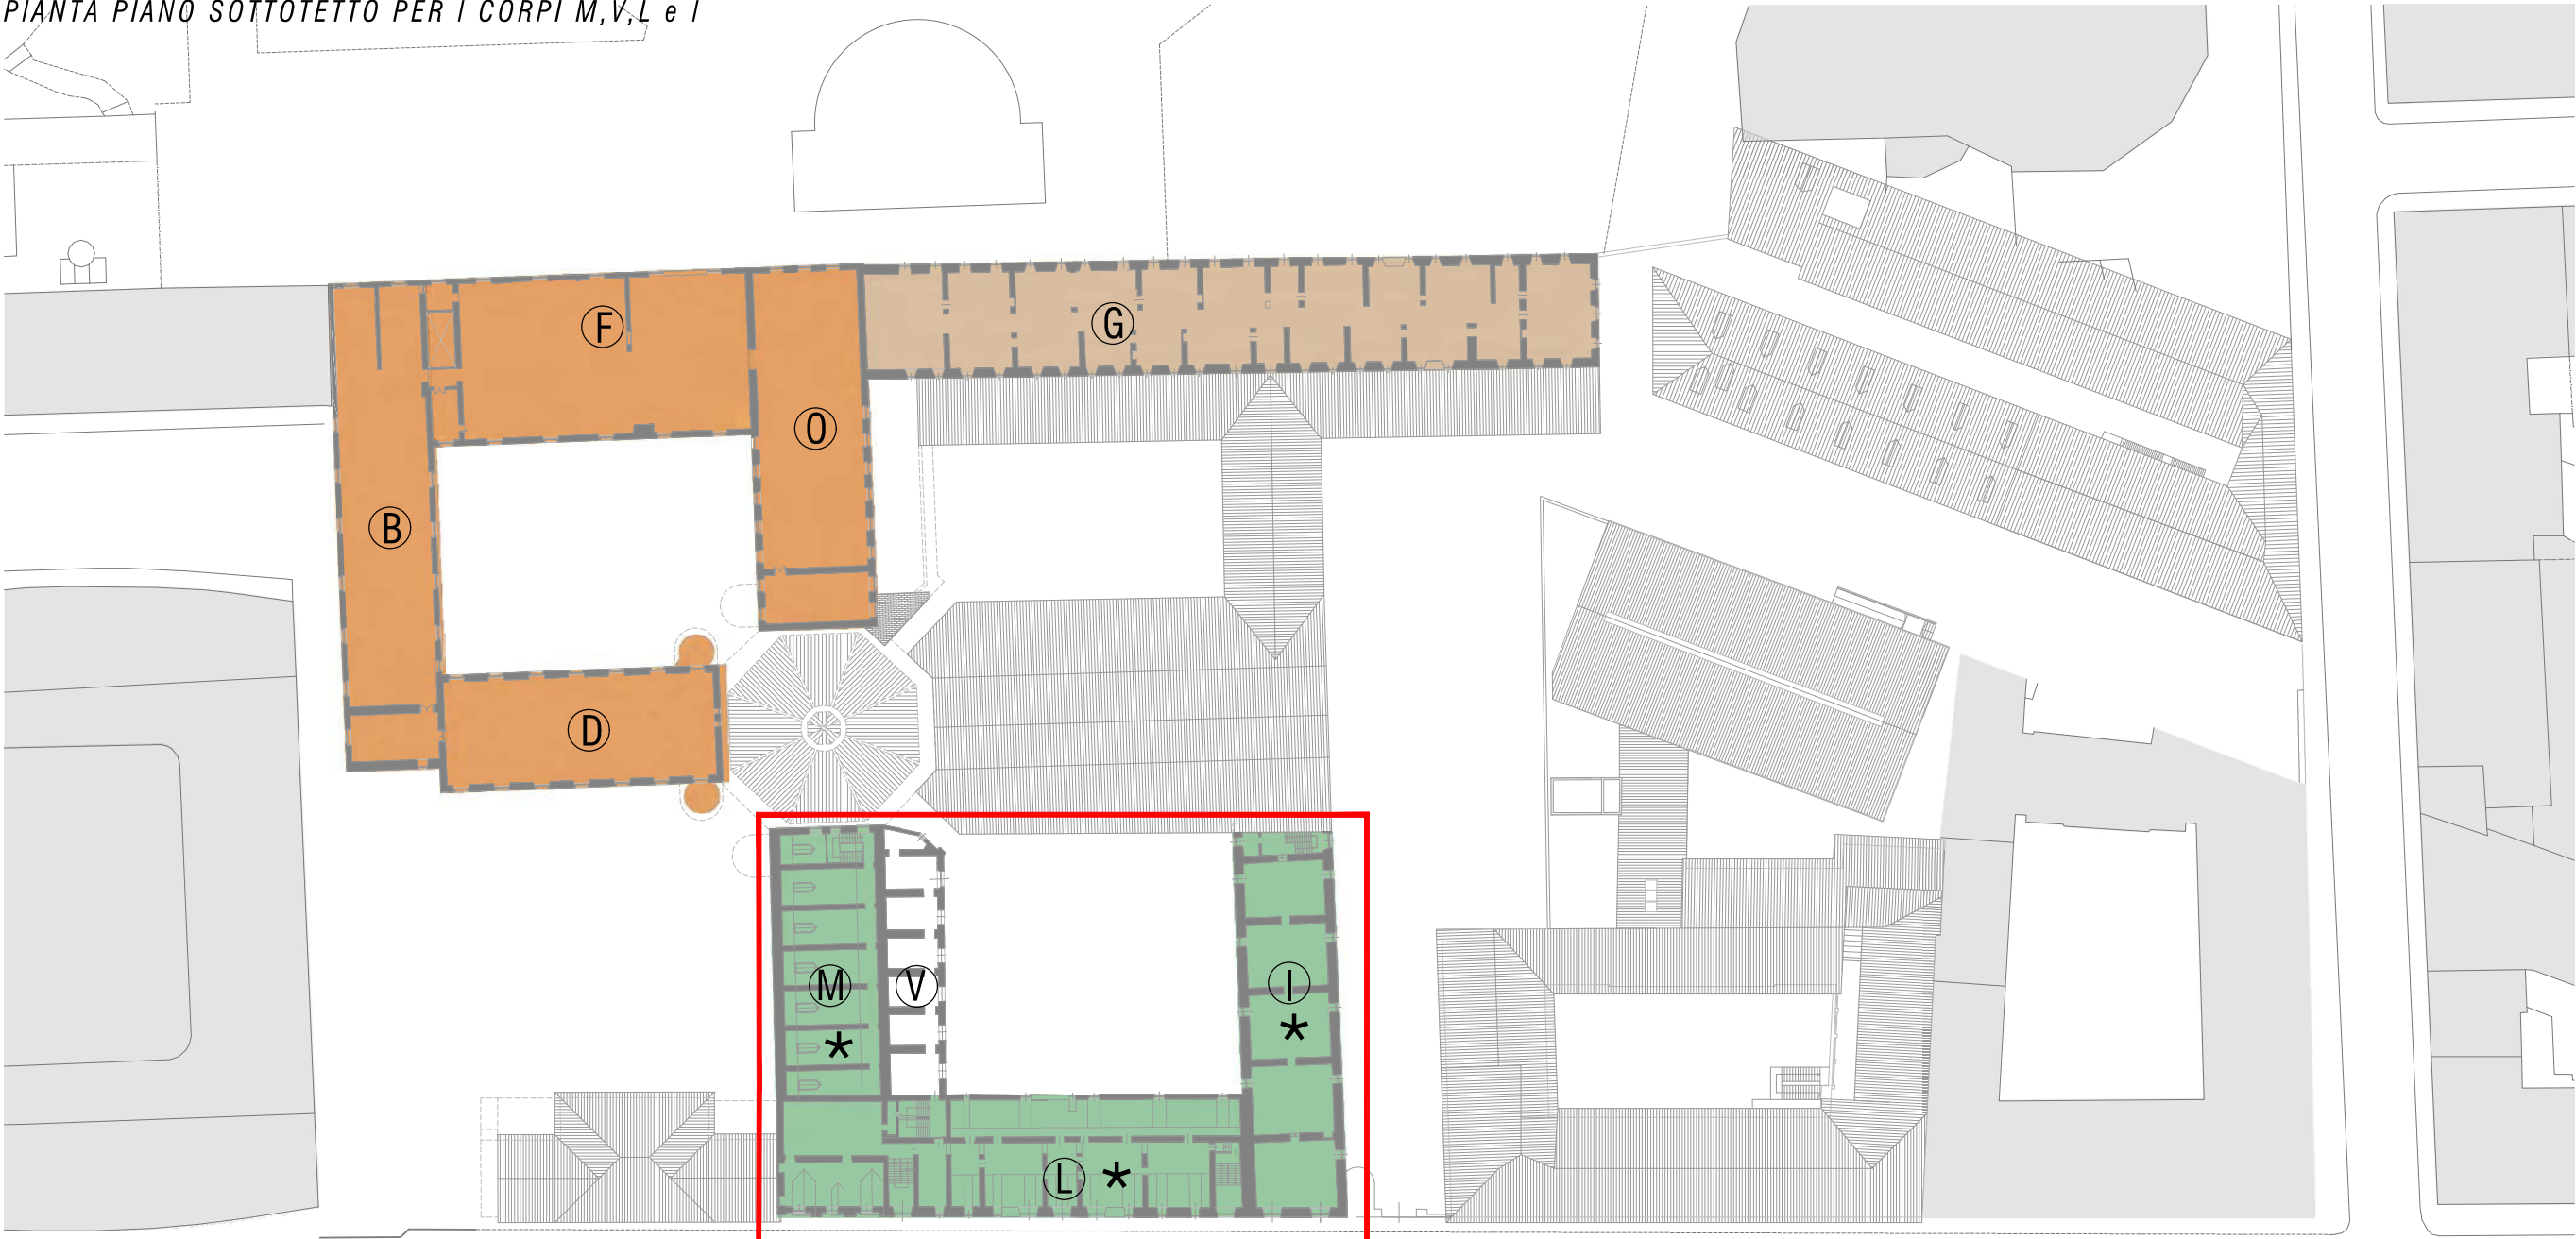 PIANTA PIANO SOTTOTETTO PER I CORPI M,V,L e I
F
G
O
B
D
M
V
I
*
*
L *